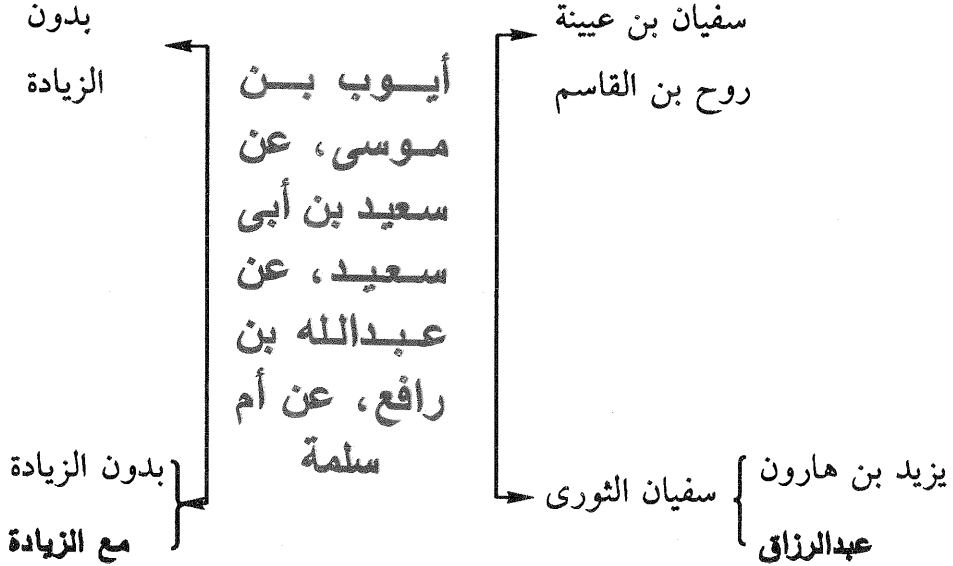 سفيان بن عيينة
روح بن القاسم
يزيد بن هارون
عبدالرزاق
سفيان الثورى
أيوب بن
موسى، عن
سعيد بن أبى
سعيد، عن
عبدالله بن
رافع، عن أم
سلمة
بدون
الزيادة
بدون الزيادة
مع الزيادة